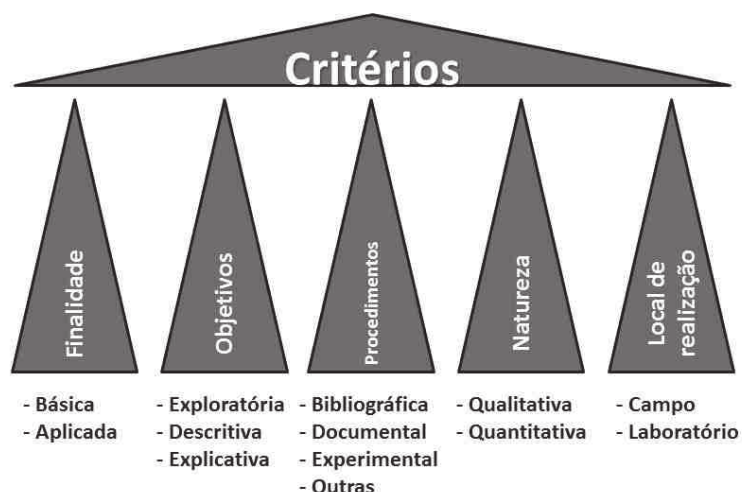 Critérios
Finalidade
Objetivos
Procedimentos
Natureza
Local de
realização
- Básica
- Aplicada
- Exploratória
- Descritiva
- Explicativa
- Bibliográfica
- Documental
- Experimental
- Outras
- Qualitativa
- Quantitativa
- Campo
- Laboratório